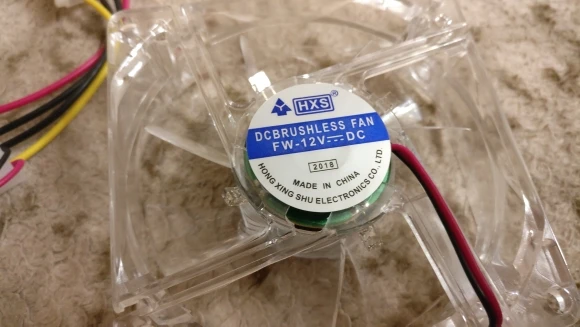 HXS®
DCBRUSHLESS FAN
FW-12V⎓DC
2018
MADE IN CHINA
HONG XING SHU ELECTRONICS CO., LTD